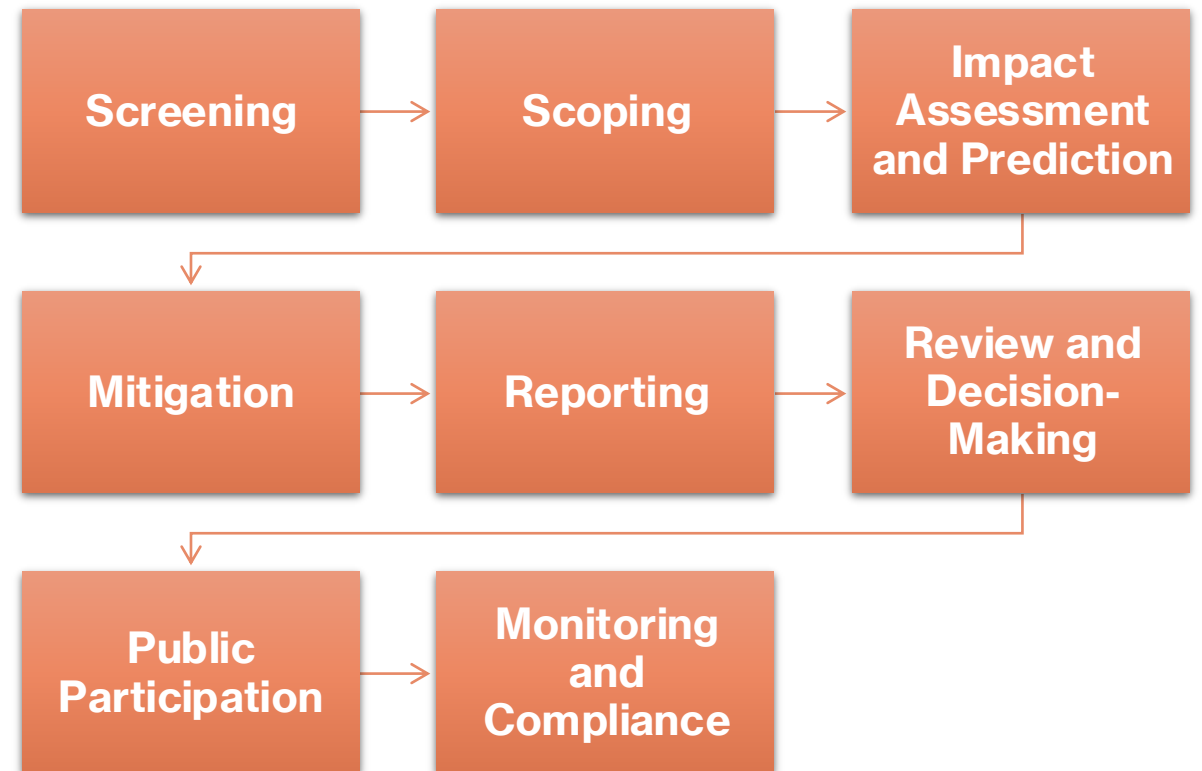 Screening
Scoping
Impact
Assessment
and Prediction
Mitigation
Reporting
Review and
Decision-
Making
Public
Participation
Monitoring
and
Compliance